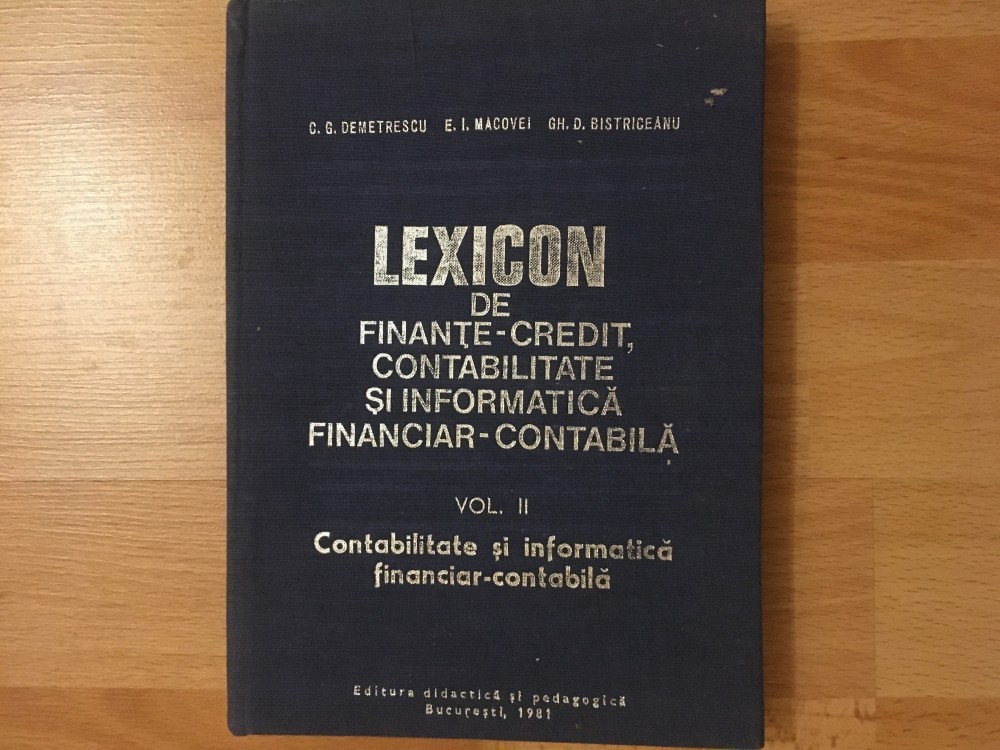 C. G. DEMETRESCU E. I. MACOVEI GH. D. BISTRICEANU
LEXICON
DE
FINANȚE-CREDIT,
CONTABILITATE
ȘI INFORMATICĂ
FINANCIAR-CONTABILĂ
VOL. II
Contabilitate și informatică
financiar-contabilă
Editura didactică și pedagogică
București, 1981